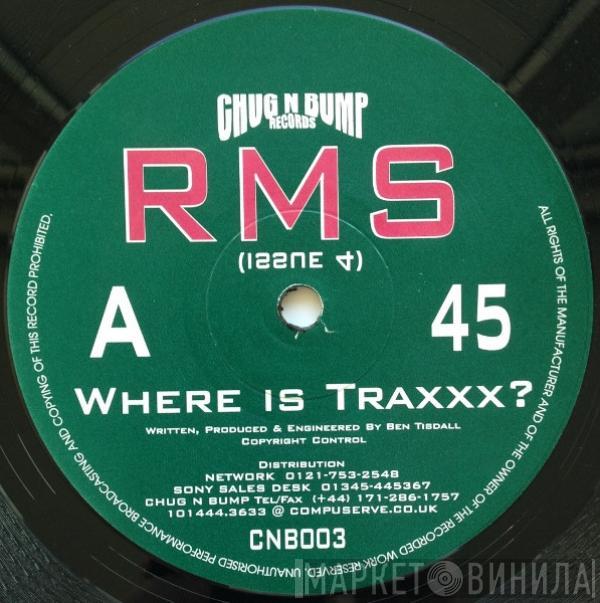 CHUG N BUMP
RECORDS
RMS
(ISSUE 4)
A
45
WHERE IS TRAXXX?
WRITTEN, PRODUCED & ENGINEERED BY BEN TISDALL
COPYRIGHT CONTROL
DISTRIBUTION
NETWORK 0121-753-2548
SONY SALES DESK 01345-445367
CHUG N BUMP TEL/FAX (+44) 171-286-1757
101444.3633 @ COMPUSERVE.CO.UK
CNB003
ALL RIGHTS OF THE MANUFACTURER AND OF THE OWNER OF THE RECORDED WORK RESERVED. UNAUTHORISED PERFORMANCE BROADCASTING AND COPYING OF THIS RECORD PROHIBITED.
МАРКЕТ ВИНИЛА